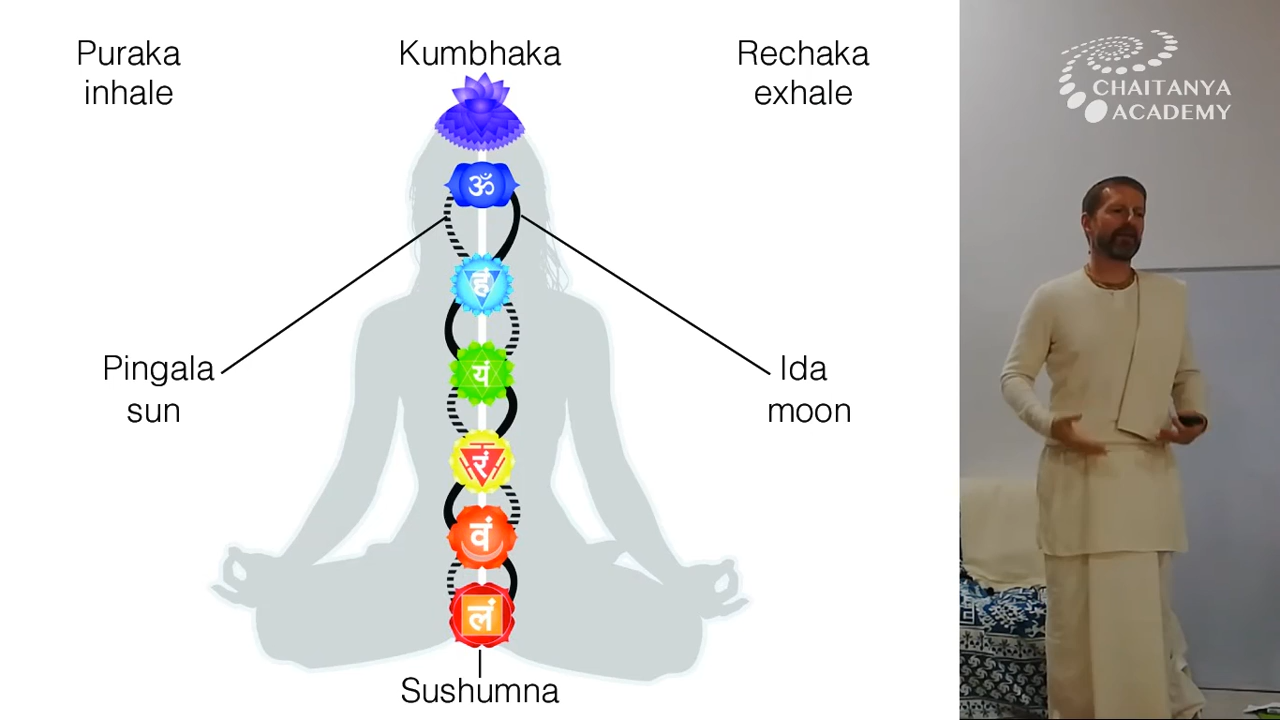 Puraka
inhale
Kumbhaka
Rechaka
exhale
CHAITANYA
ACADEMY
ॐ
हं
यं
रं
वं
लं
Pingala
sun
Ida
moon
Sushumna